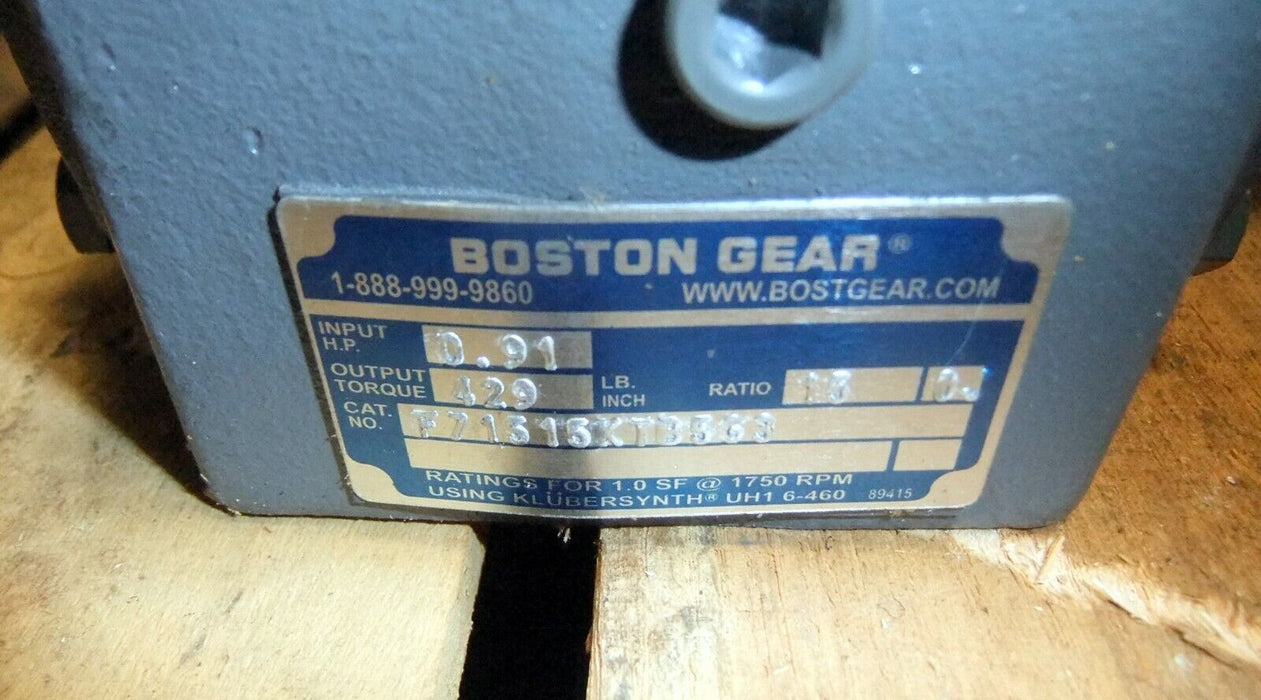 BOSTON GEAR®
1-888-999-9860 WWW.BOSTGEAR.COM
INPUT H.P. 0.91
OUTPUT TORQUE 429 LB. INCH RATIO
CAT. NO.
RATINGS FOR 1.0 SF @ 1750 RPM
USING KLÜBERSYNTH® UH1 6-460 89415